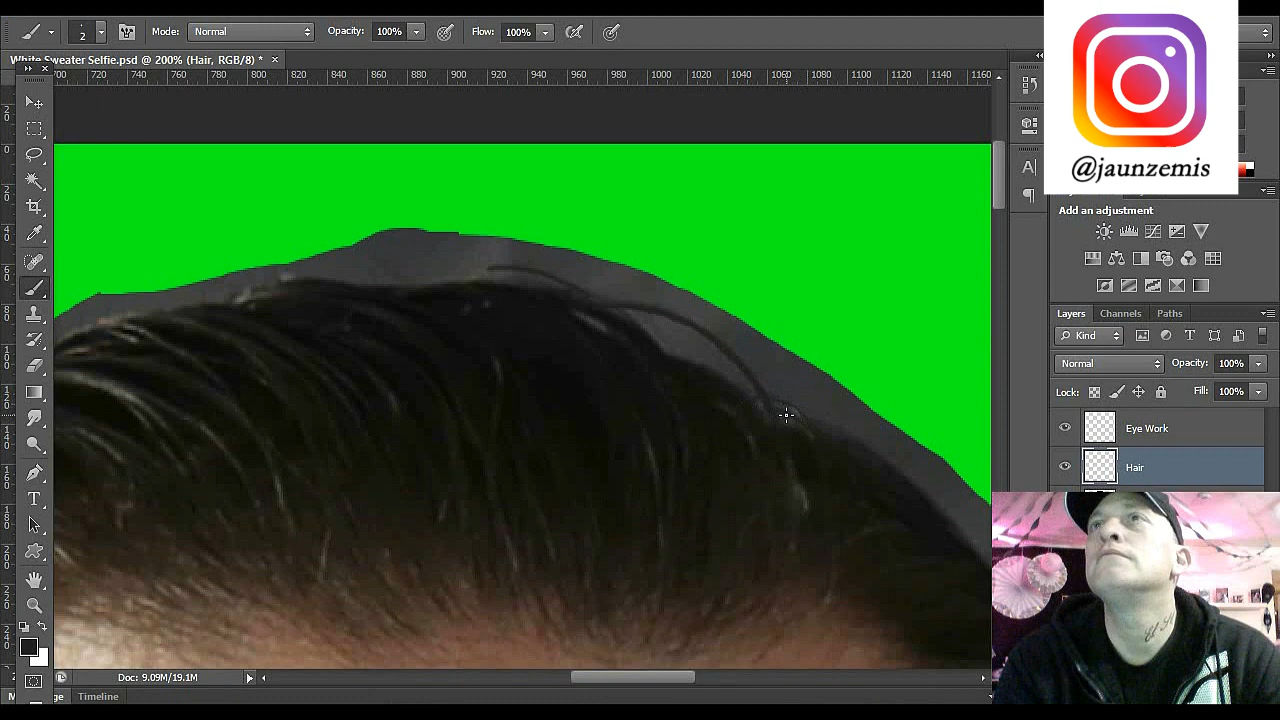 2
Mode: Normal
Opacity: 100%
Flow: 100%
White Sweater Selfie.psd @ 200% (Hair, RGB/8) *
700 720 740 760 780 800 820 840 860 880 900 920 940 960 980 1000 1020 1040 1060 1080 1100 1120 1140 1160
@jaunzemis
Add an adjustment
Layers Channels Paths
Kind
Normal Opacity: 100%
Lock: Fill: 100%
Eye Work
Hair
Doc: 9.09M/19.1M
Timeline